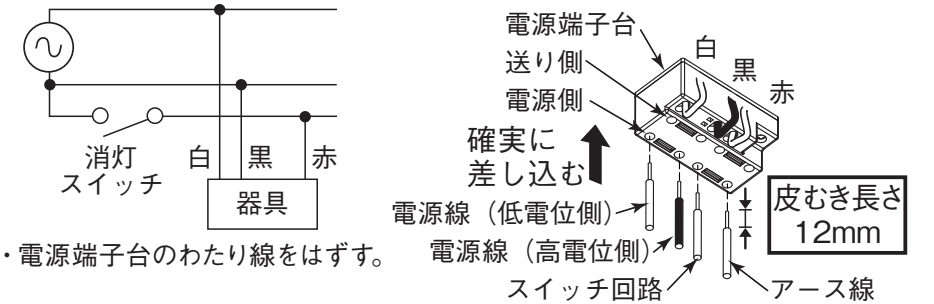 消灯
スイッチ
白
黒
赤
器具
・電源端子台のわたり線をはずす。
電源端子台
送り側
電源側
白
黒
赤
確実に
差し込む
電源線（低電位側）
電源線（高電位側）
スイッチ回路
アース線
皮むき長さ
12mm